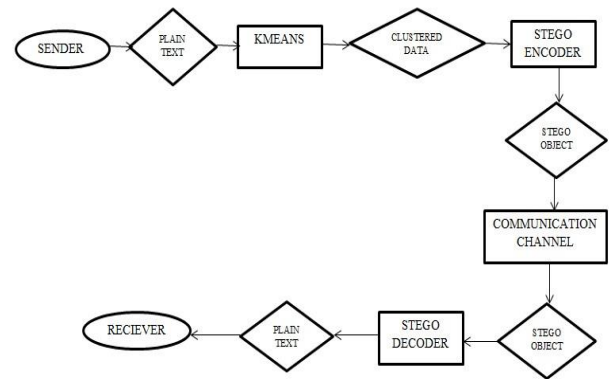 SENDER
PLAIN
TEXT
KMEANS
CLUSTERED
DATA
STEGO
ENCODER
STEGO
OBJECT
COMMUNICATION
CHANNEL
STEGO
OBJECT
STEGO
DECODER
PLAIN
TEXT
RECIEVER